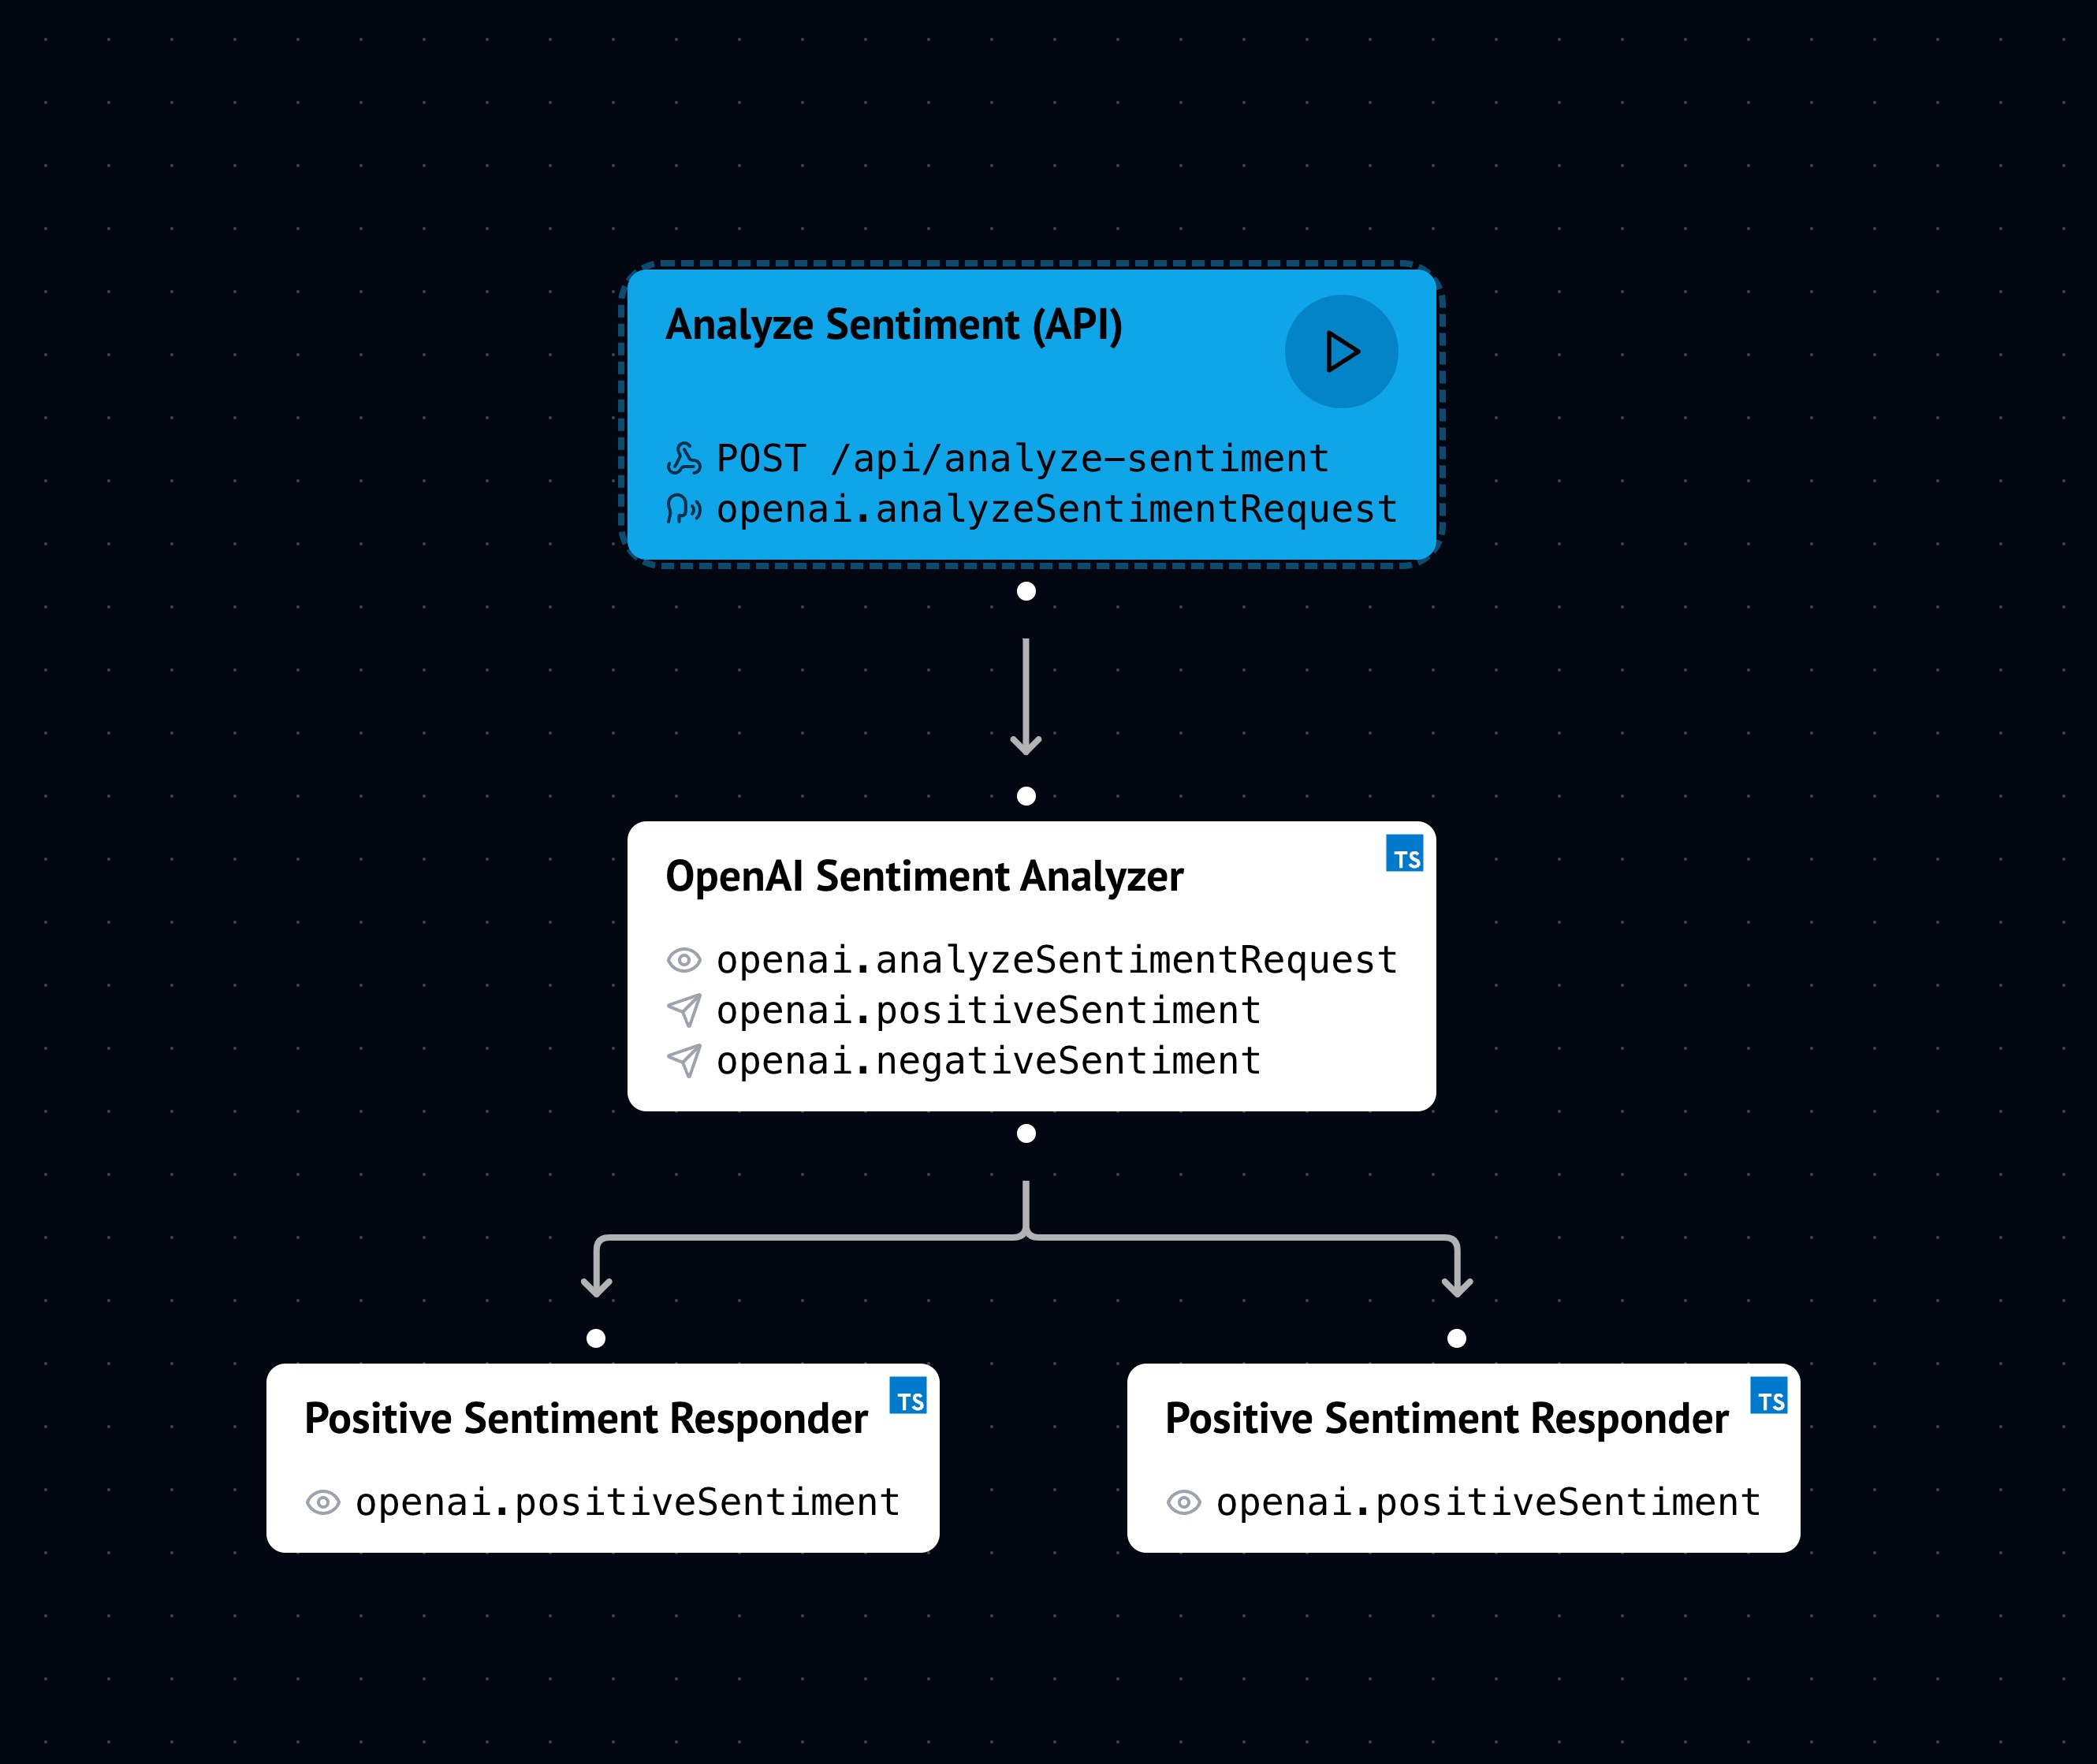 Analyze Sentiment (API)
POST /api/analyze-sentiment
openai.analyzeSentimentRequest
TS
OpenAI Sentiment Analyzer
openai.analyzeSentimentRequest
openai.positiveSentiment
openai.negativeSentiment
TS
Positive Sentiment Responder
openai.positiveSentiment
TS
Positive Sentiment Responder
openai.positiveSentiment